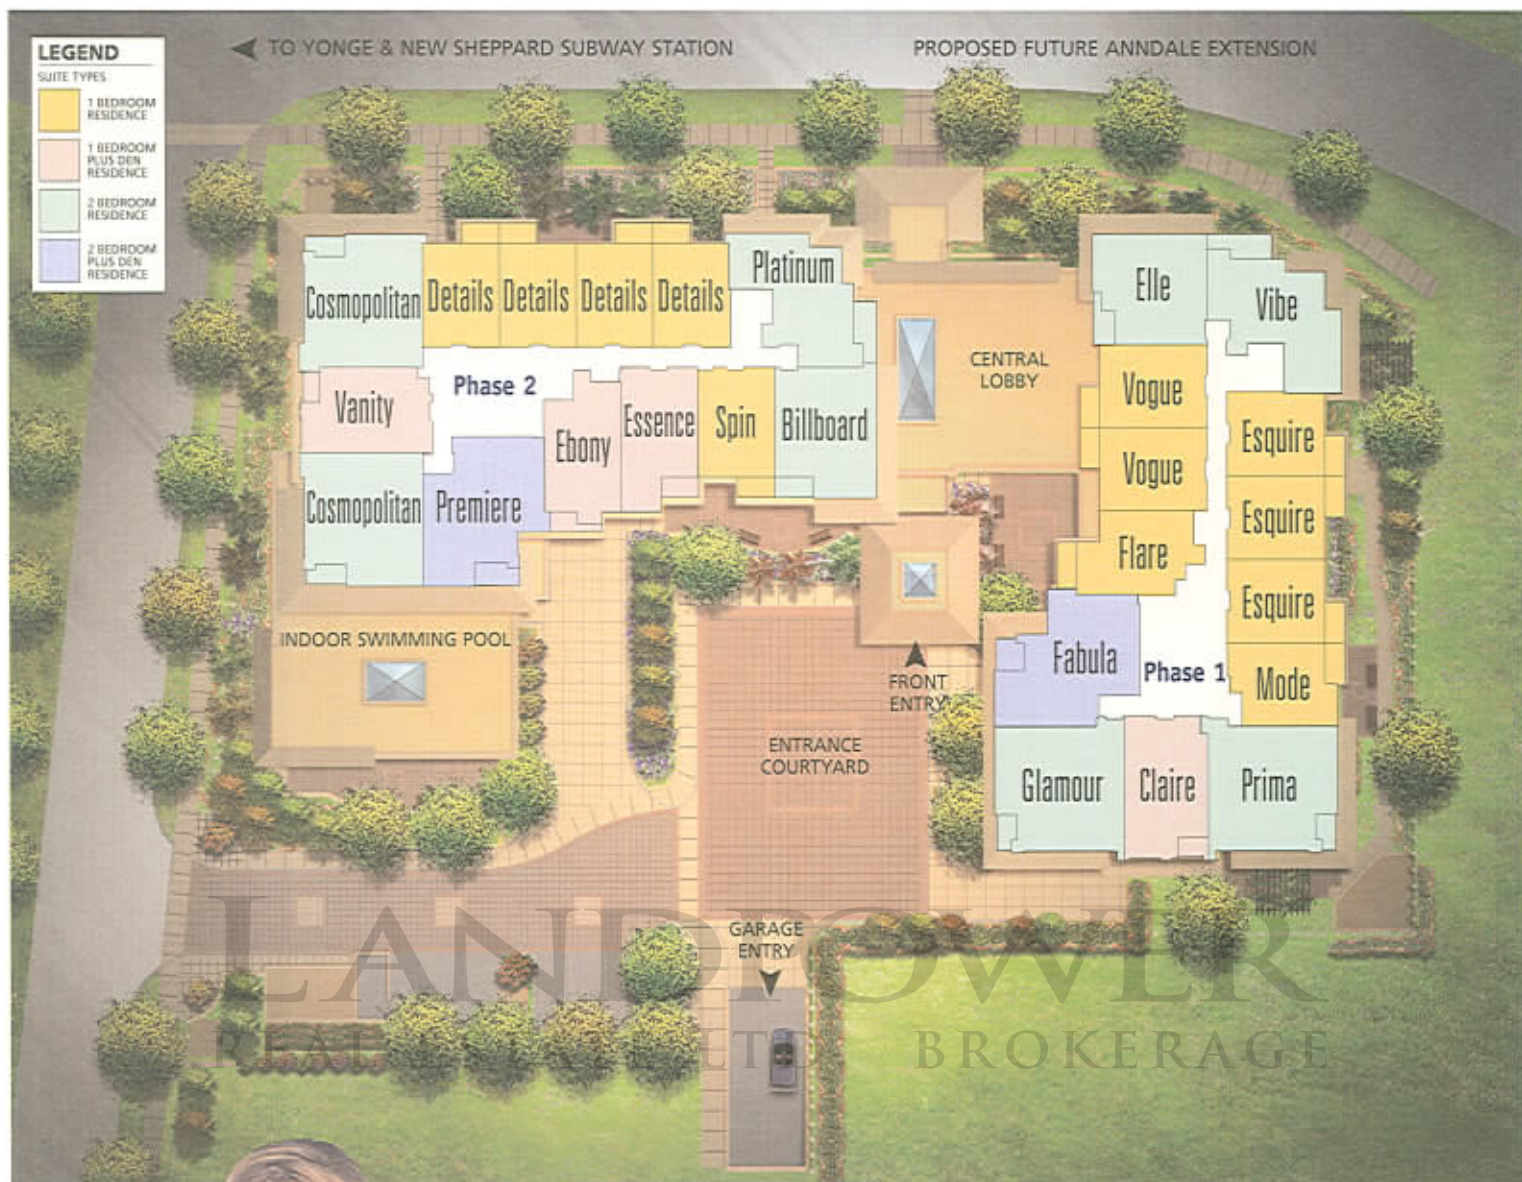 LEGEND
SUITE TYPES
1 BEDROOM
RESIDENCE
1 BEDROOM
PLUS DEN
RESIDENCE
2 BEDROOM
RESIDENCE
2 BEDROOM
PLUS DEN
RESIDENCE
TO YONGE & NEW SHEPPARD SUBWAY STATION
PROPOSED FUTURE ANNDALE EXTENSION
Cosmopolitan
Details
Details
Details
Details
Platinum
Vanity
Phase 2
Ebony
Essence
Spin
Billboard
Cosmopolitan
Premiere
CENTRAL
LOBBY
Elle
Vibe
Vogue
Vogue
Flare
Esquire
Esquire
Esquire
Mode
Fabula
Phase 1
Glamour
Claire
Prima
INDOOR SWIMMING POOL
FRONT
ENTRY
ENTRANCE
COURTYARD
GARAGE
ENTRY
LANDPOWER
REAL ESTATE LTD BROKERAGE